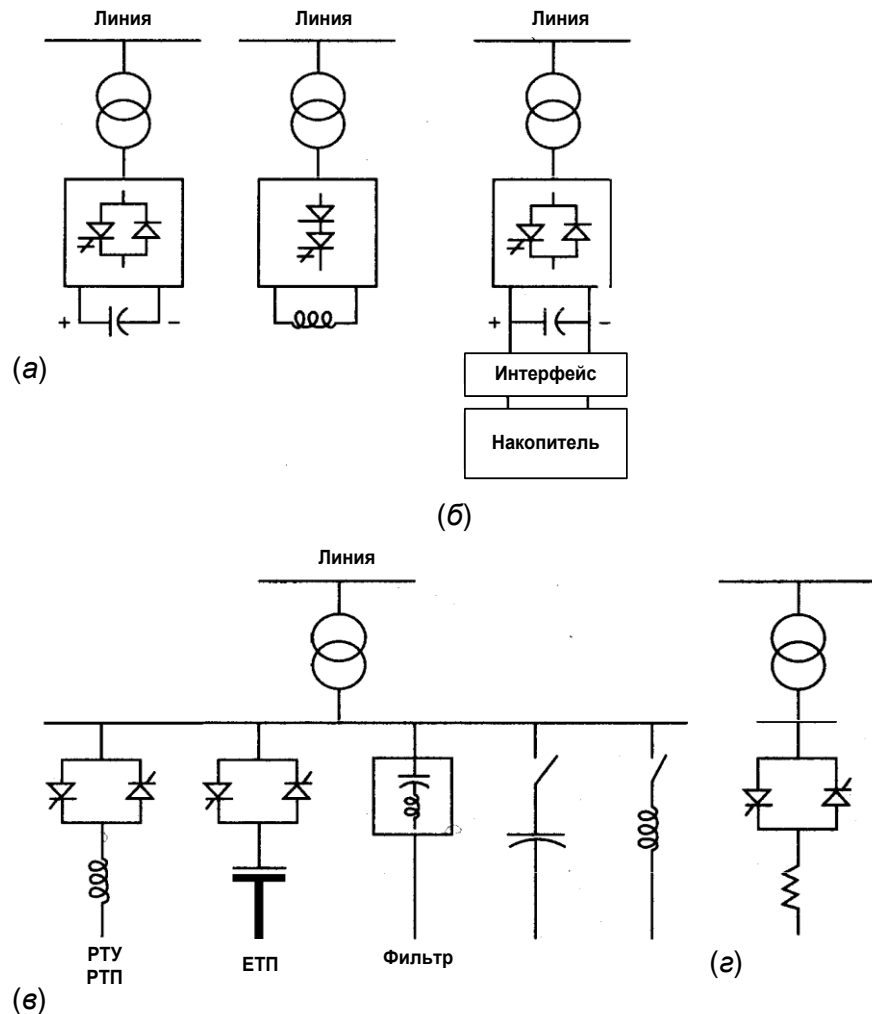 Линия
Линия
Линия
+
–
+
–
(а)
Интерфейс
Накопитель
(б)
Линия
РТУ
РТП
ЕТП
Фильтр
(г)
(в)